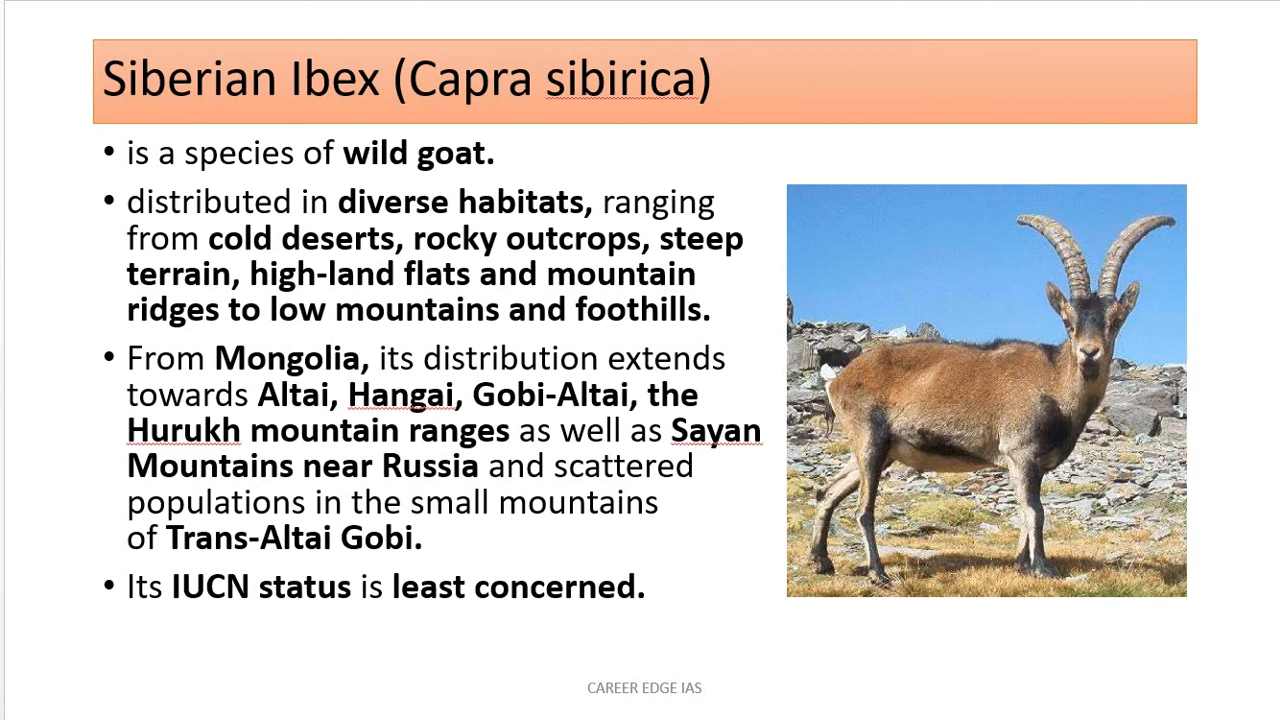 Siberian Ibex (Capra sibirica)
• is a species of wild goat.
• distributed in diverse habitats, ranging
from cold deserts, rocky outcrops, steep
terrain, high-land flats and mountain
ridges to low mountains and foothills.
• From Mongolia, its distribution extends
towards Altai, Hangai, Gobi-Altai, the
Hurukh mountain ranges as well as Sayan
Mountains near Russia and scattered
populations in the small mountains
of Trans-Altai Gobi.
• Its IUCN status is least concerned.
CAREER EDGE IAS